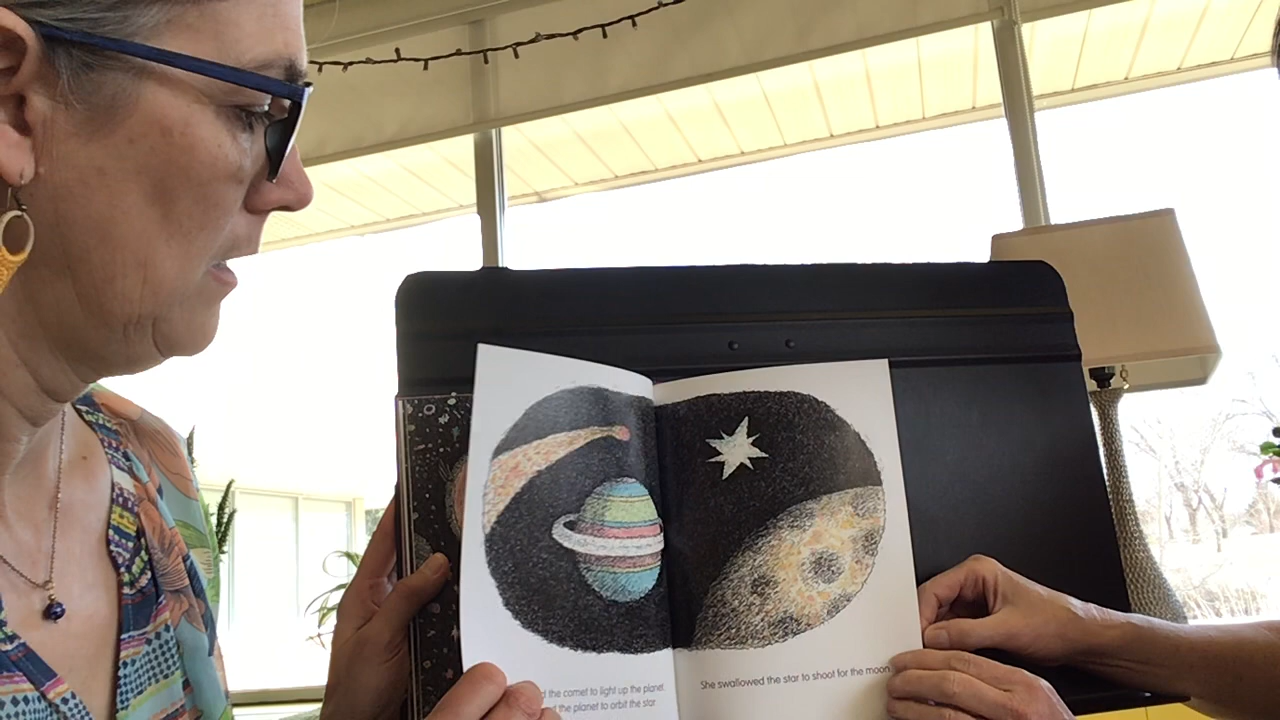 the comet to light up the planet.
the planet to orbit the star.
She swallowed the star to shoot for the moon